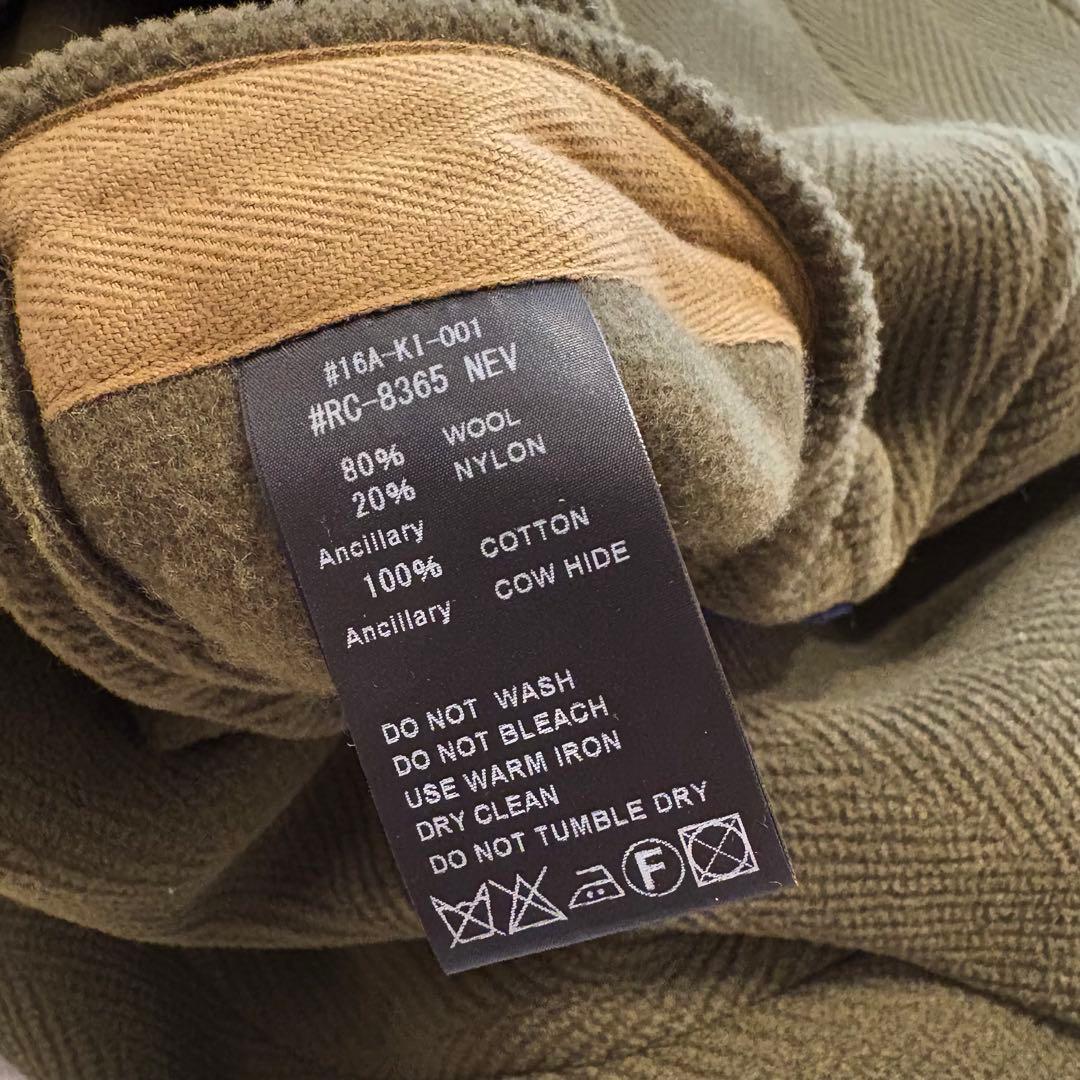 #16A-KI-001
#RC-8365 NEV
80% WOOL
20% NYLON
Ancillary
100% COTTON
Ancillary COW HIDE
DO NOT WASH
DO NOT BLEACH
USE WARM IRON
DRY CLEAN
DO NOT TUMBLE DRY
F